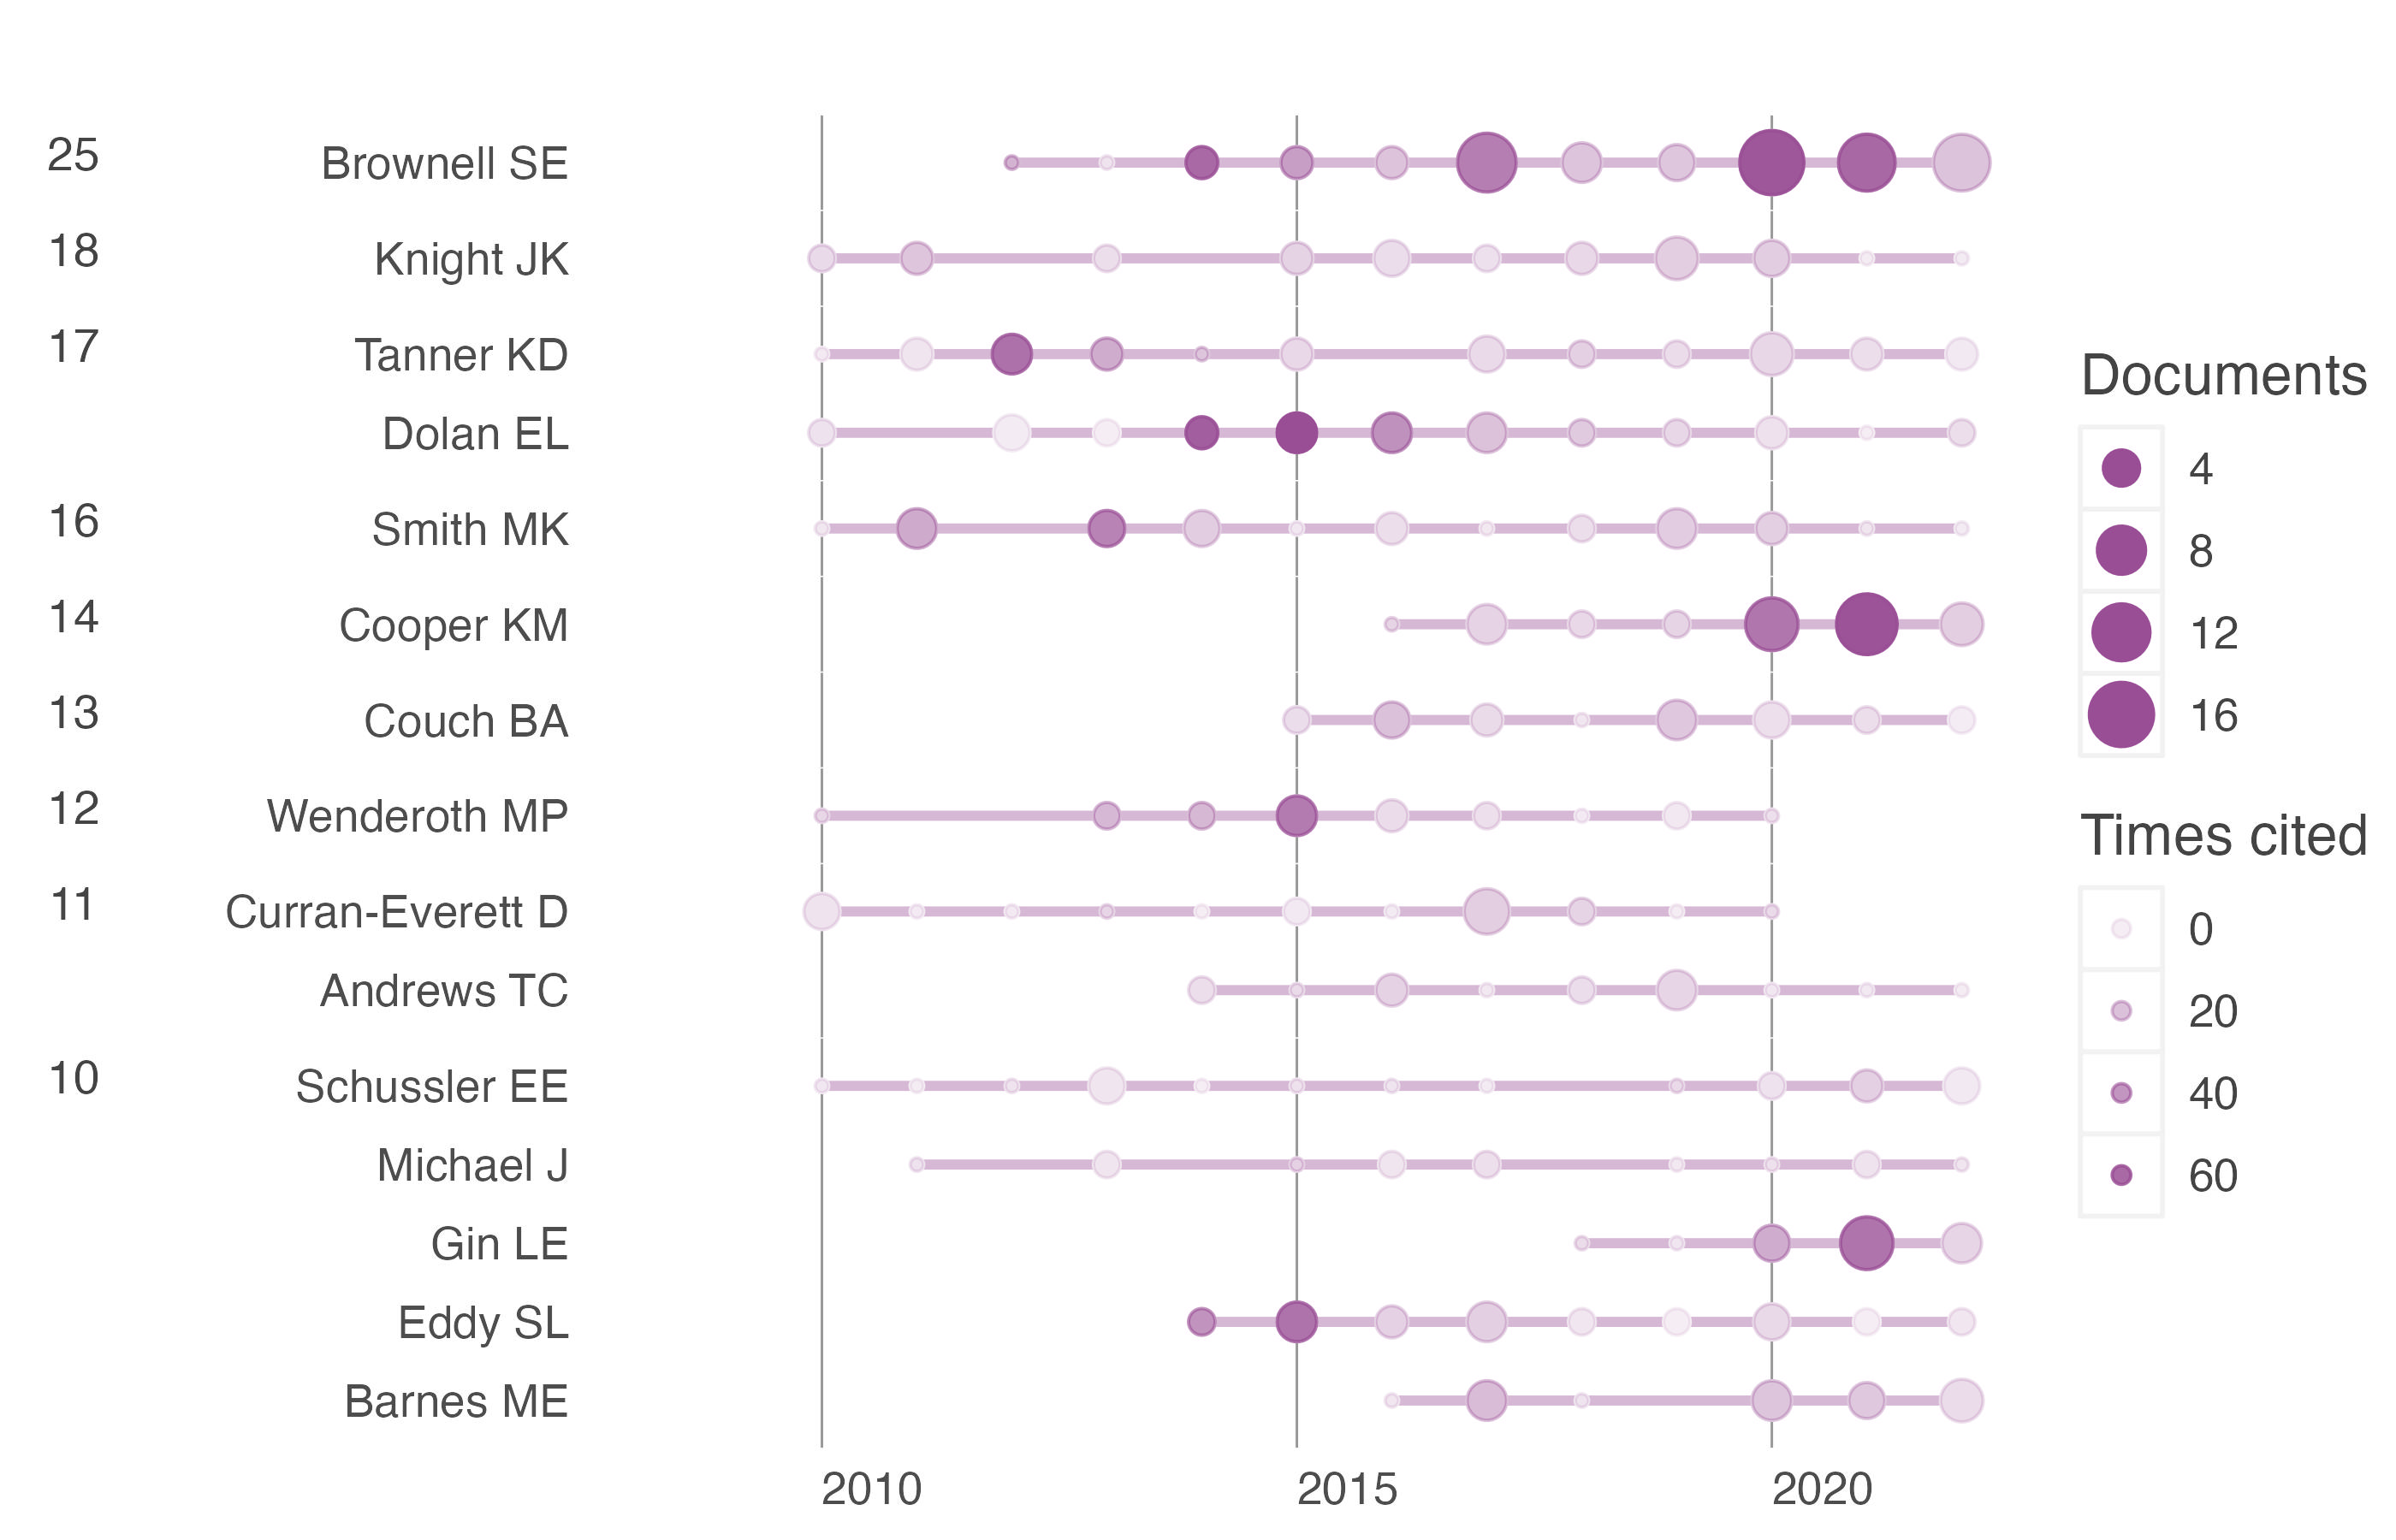 25 Brownell SE
18 Knight JK
17 Tanner KD
Dolan EL
16 Smith MK
14 Cooper KM
13 Couch BA
12 Wenderoth MP
11 Curran-Everett D
Andrews TC
10 Schussler EE
Michael J
Gin LE
Eddy SL
Barnes ME
2010 2015 2020
Documents
4
8
12
16
Times cited
0
20
40
60